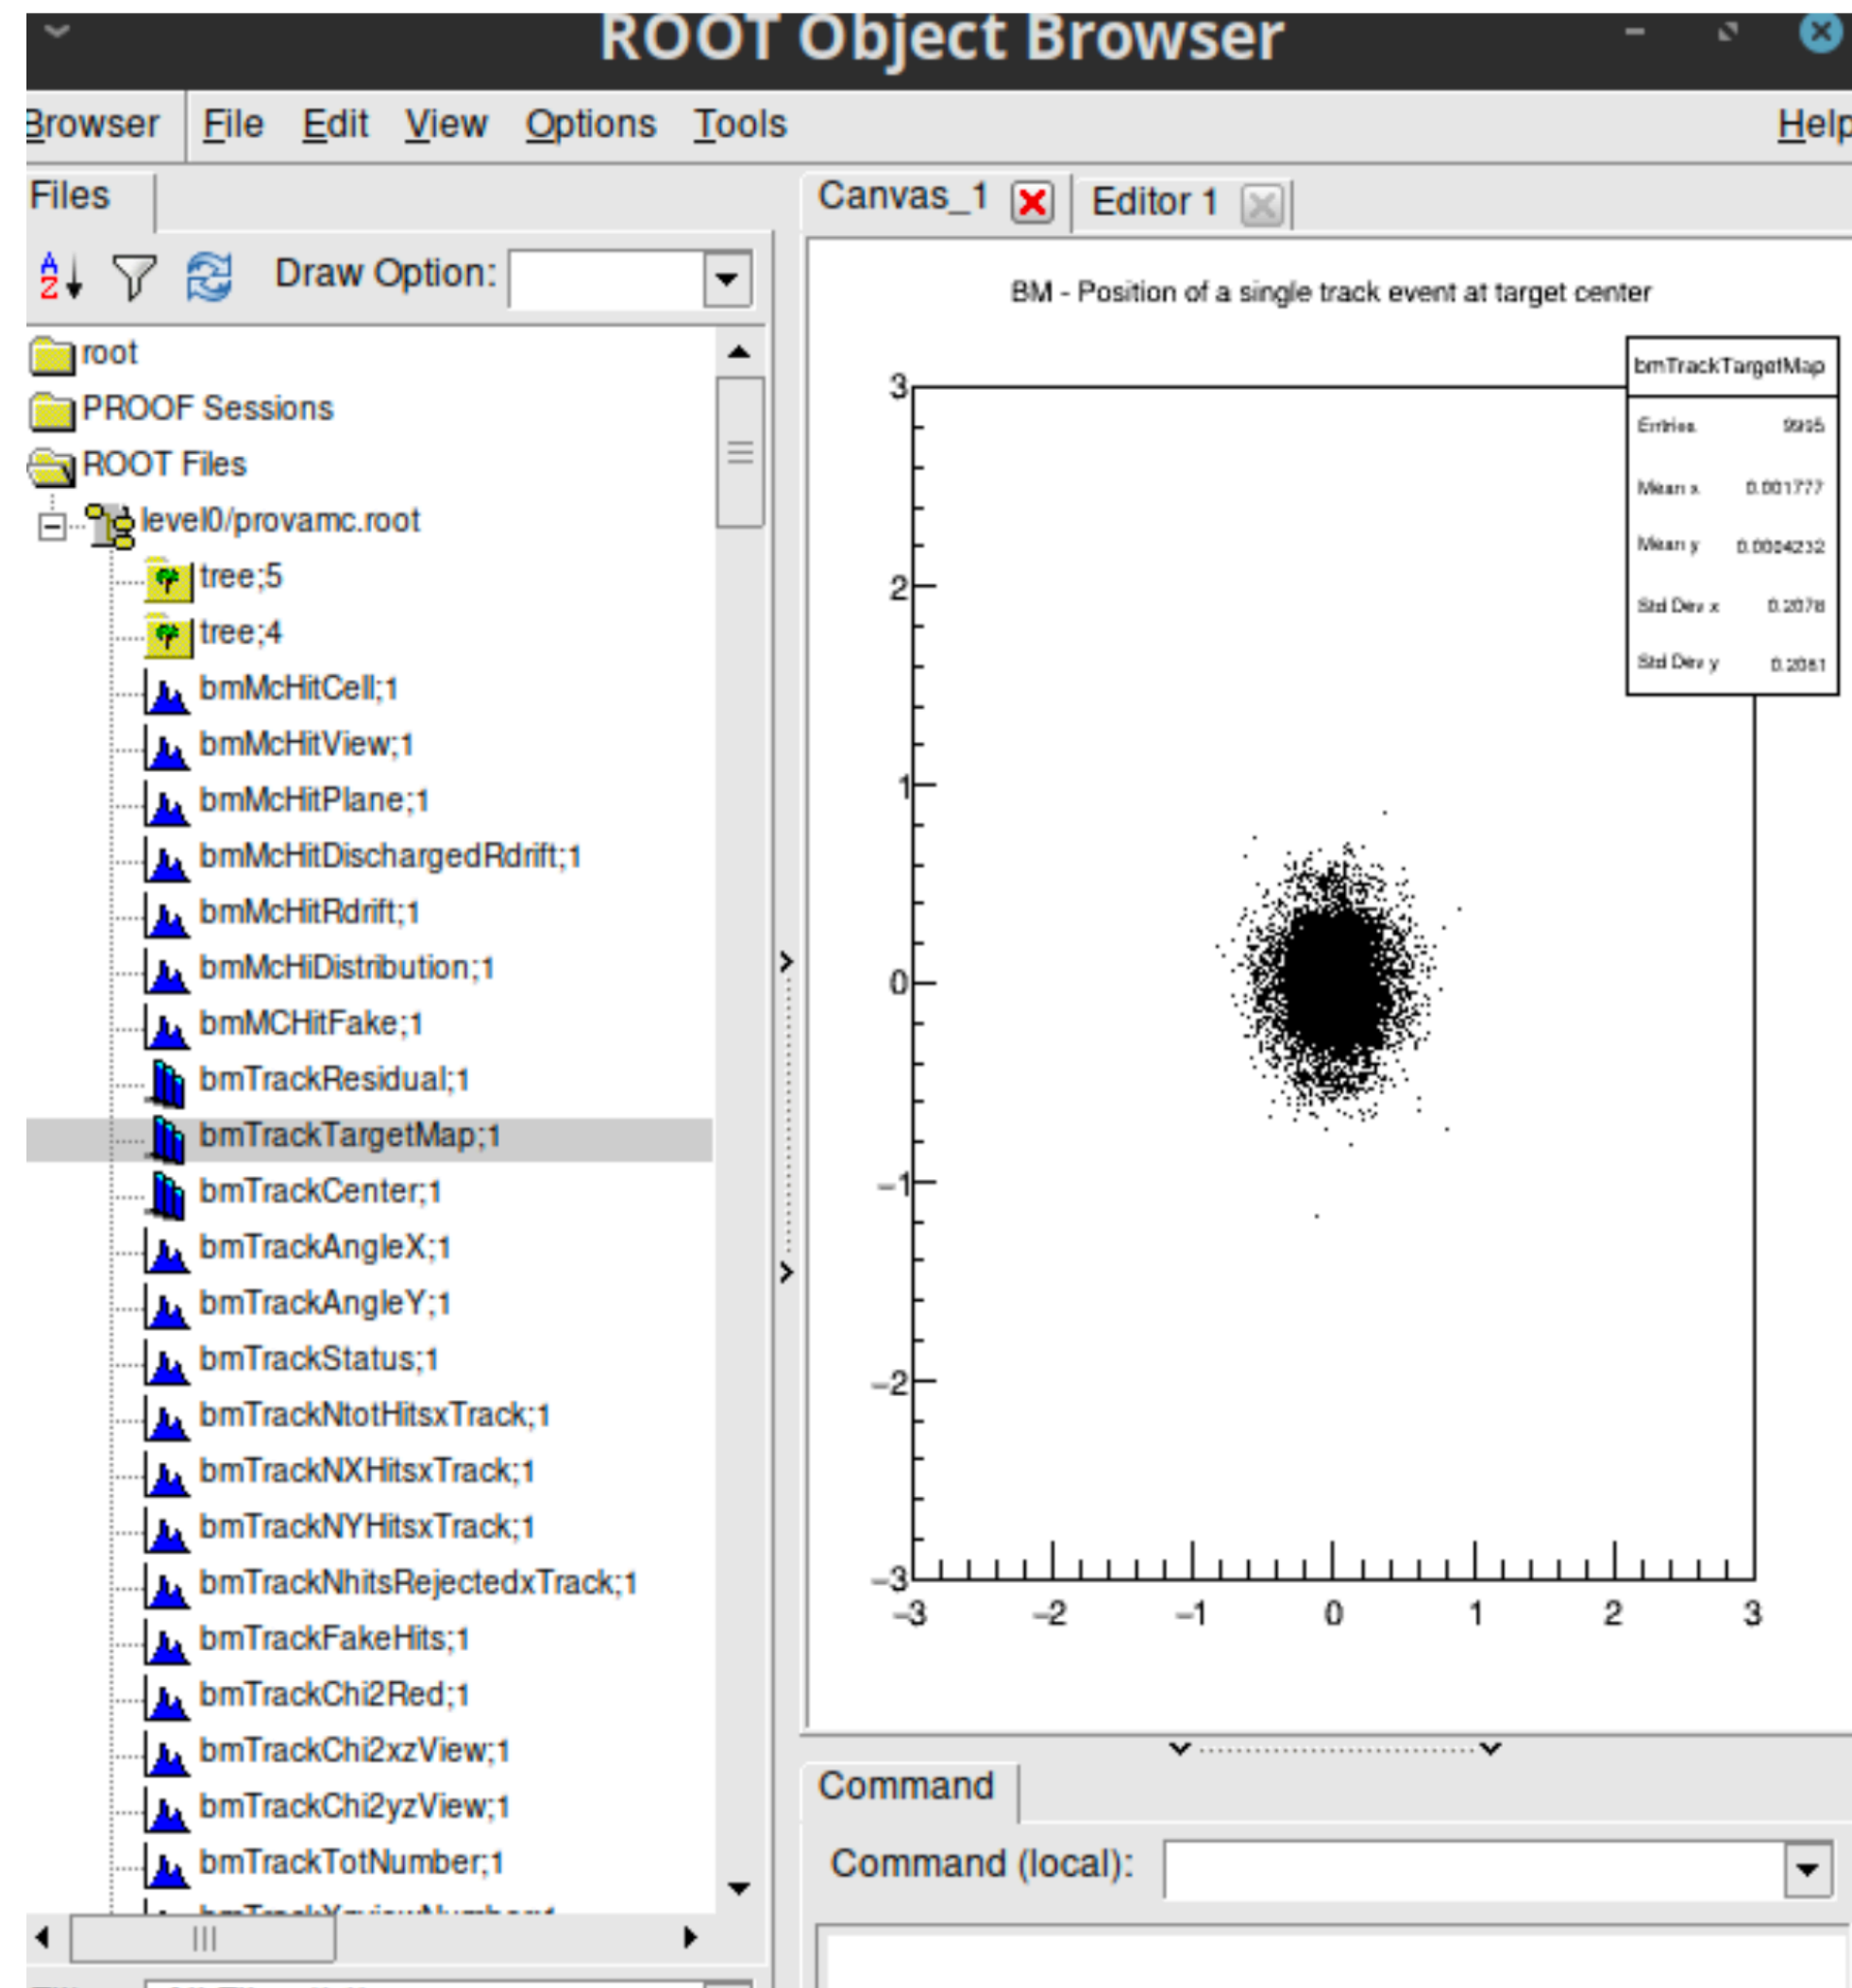 ROOT Object Browser
Browser File Edit View Options Tools Help
Files
Draw Option:
root
PROOF Sessions
ROOT Files
level0/provamc.root
tree;5
tree;4
bmMcHitCell;1
bmMcHitView;1
bmMcHitPlane;1
bmMcHitDischargedRdrift;1
bmMcHitRdrift;1
bmMcHiDistribution;1
bmMCHitFake;1
bmTrackResidual;1
bmTrackTargetMap;1
bmTrackCenter;1
bmTrackAngleX;1
bmTrackAngleY;1
bmTrackStatus;1
bmTrackNtotHitsxTrack;1
bmTrackNXHitsxTrack;1
bmTrackNYHitsxTrack;1
bmTrackNhitsRejectedxTrack;1
bmTrackFakeHits;1
bmTrackChi2Red;1
bmTrackChi2xzView;1
bmTrackChi2yzView;1
bmTrackTotNumber;1
Canvas_1 Editor 1
BM - Position of a single track event at target center
bmTrackTargetMap
Entries
Mean x 0.001777
Mean y 0.0004232
Std Dev x 0.2078
Std Dev y
3
2
1
0
−1
−2
−3
−3 −2 −1 0 1 2 3
Command
Command (local):